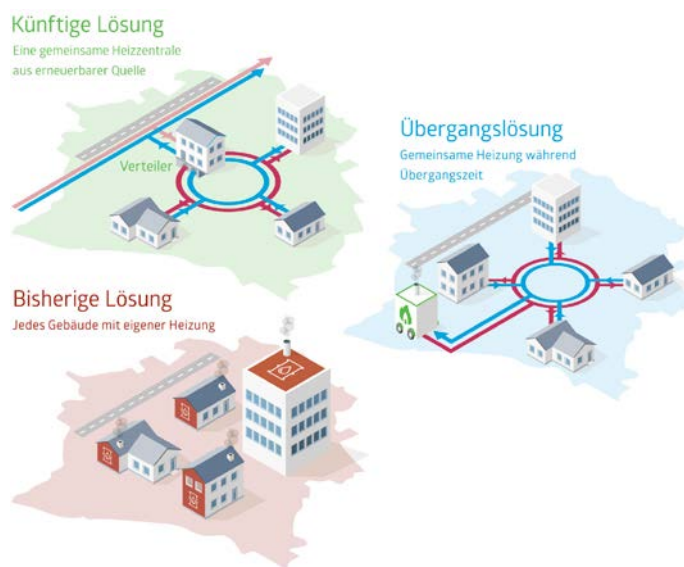 Künftige Lösung
Eine gemeinsame Heizzentrale
aus erneuerbarer Quelle
Verteiler
Übergangslösung
Gemeinsame Heizung während
Übergangszeit
Bisherige Lösung
Jedes Gebäude mit eigener Heizung